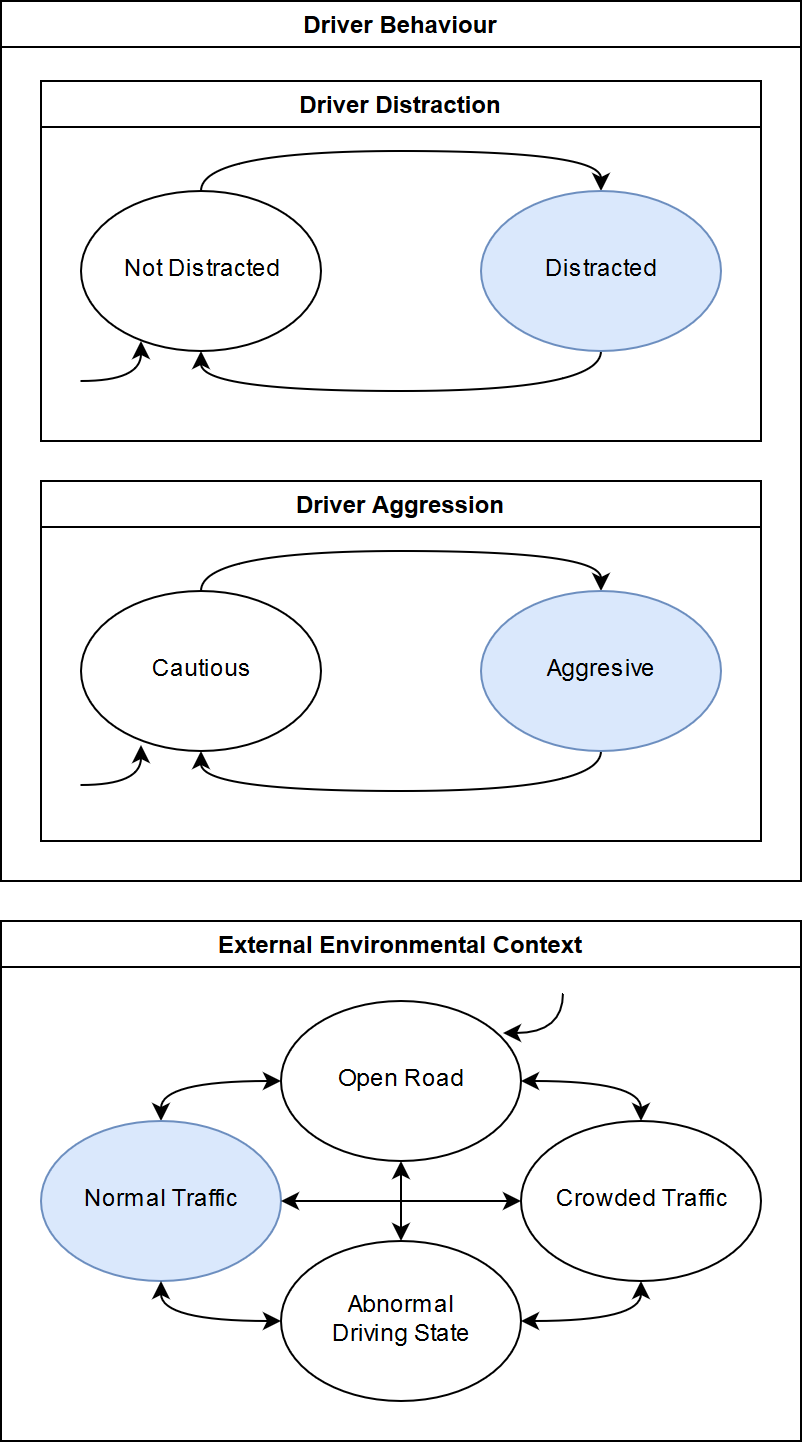 Driver Behaviour
Driver Distraction
Not Distracted
Distracted
Driver Aggression
Cautious
Aggresive
External Environmental Context
Open Road
Normal Traffic
Crowded Traffic
Abnormal
Driving State